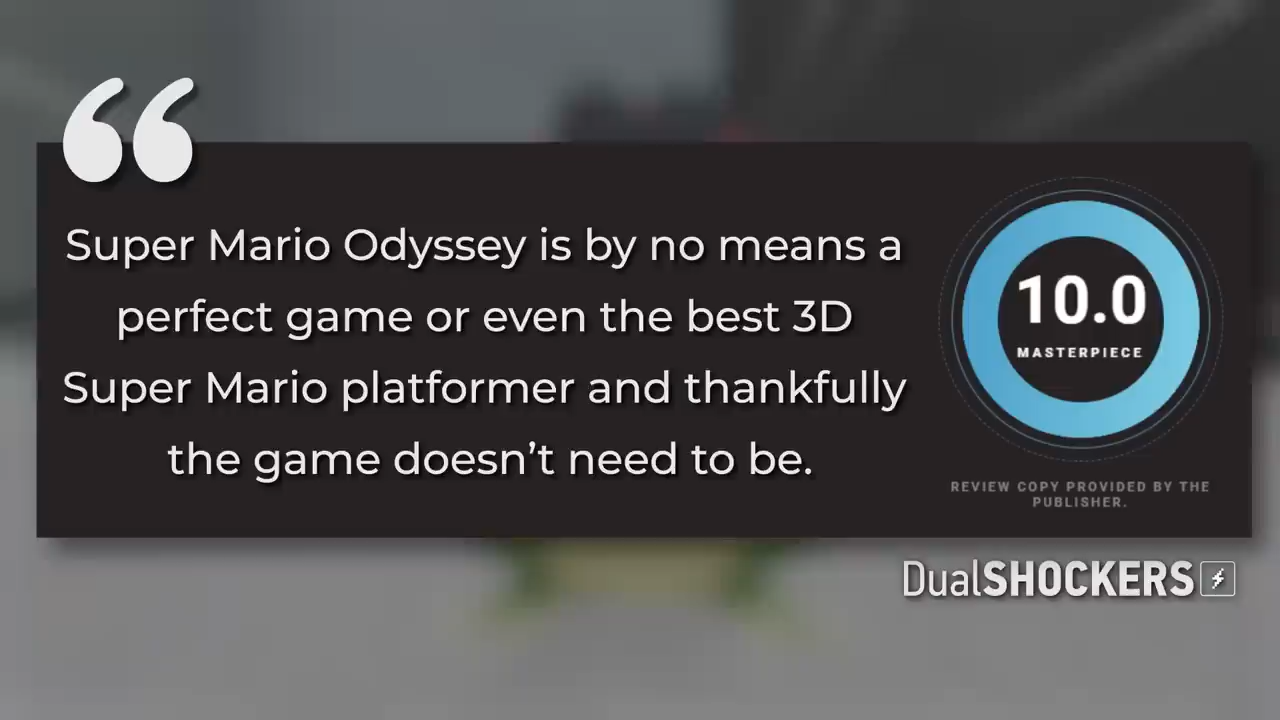 “
Super Mario Odyssey is by no means a
perfect game or even the best 3D
Super Mario platformer and thankfully
the game doesn’t need to be.
10.0
MASTERPIECE
REVIEW COPY PROVIDED BY THE
PUBLISHER.
DualSHOCKERS